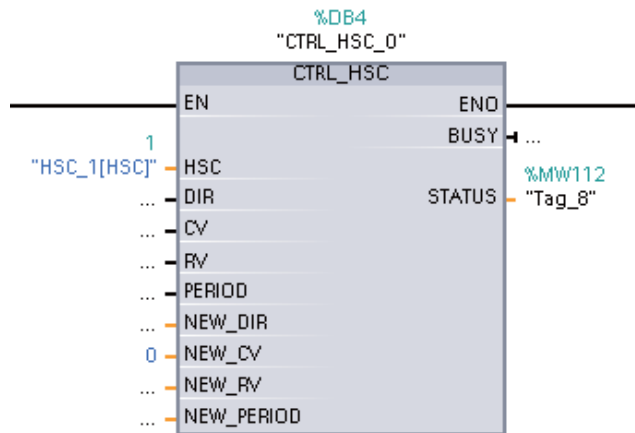 %DB4
"CTRL_HSC_0"
CTRL_HSC
EN ENO
BUSY ...
1
"HSC_1[HSC]" HSC
%MW112
... DIR STATUS "Tag_8"
... CV
... RV
... PERIOD
... NEW_DIR
0 NEW_CV
... NEW_RV
... NEW_PERIOD